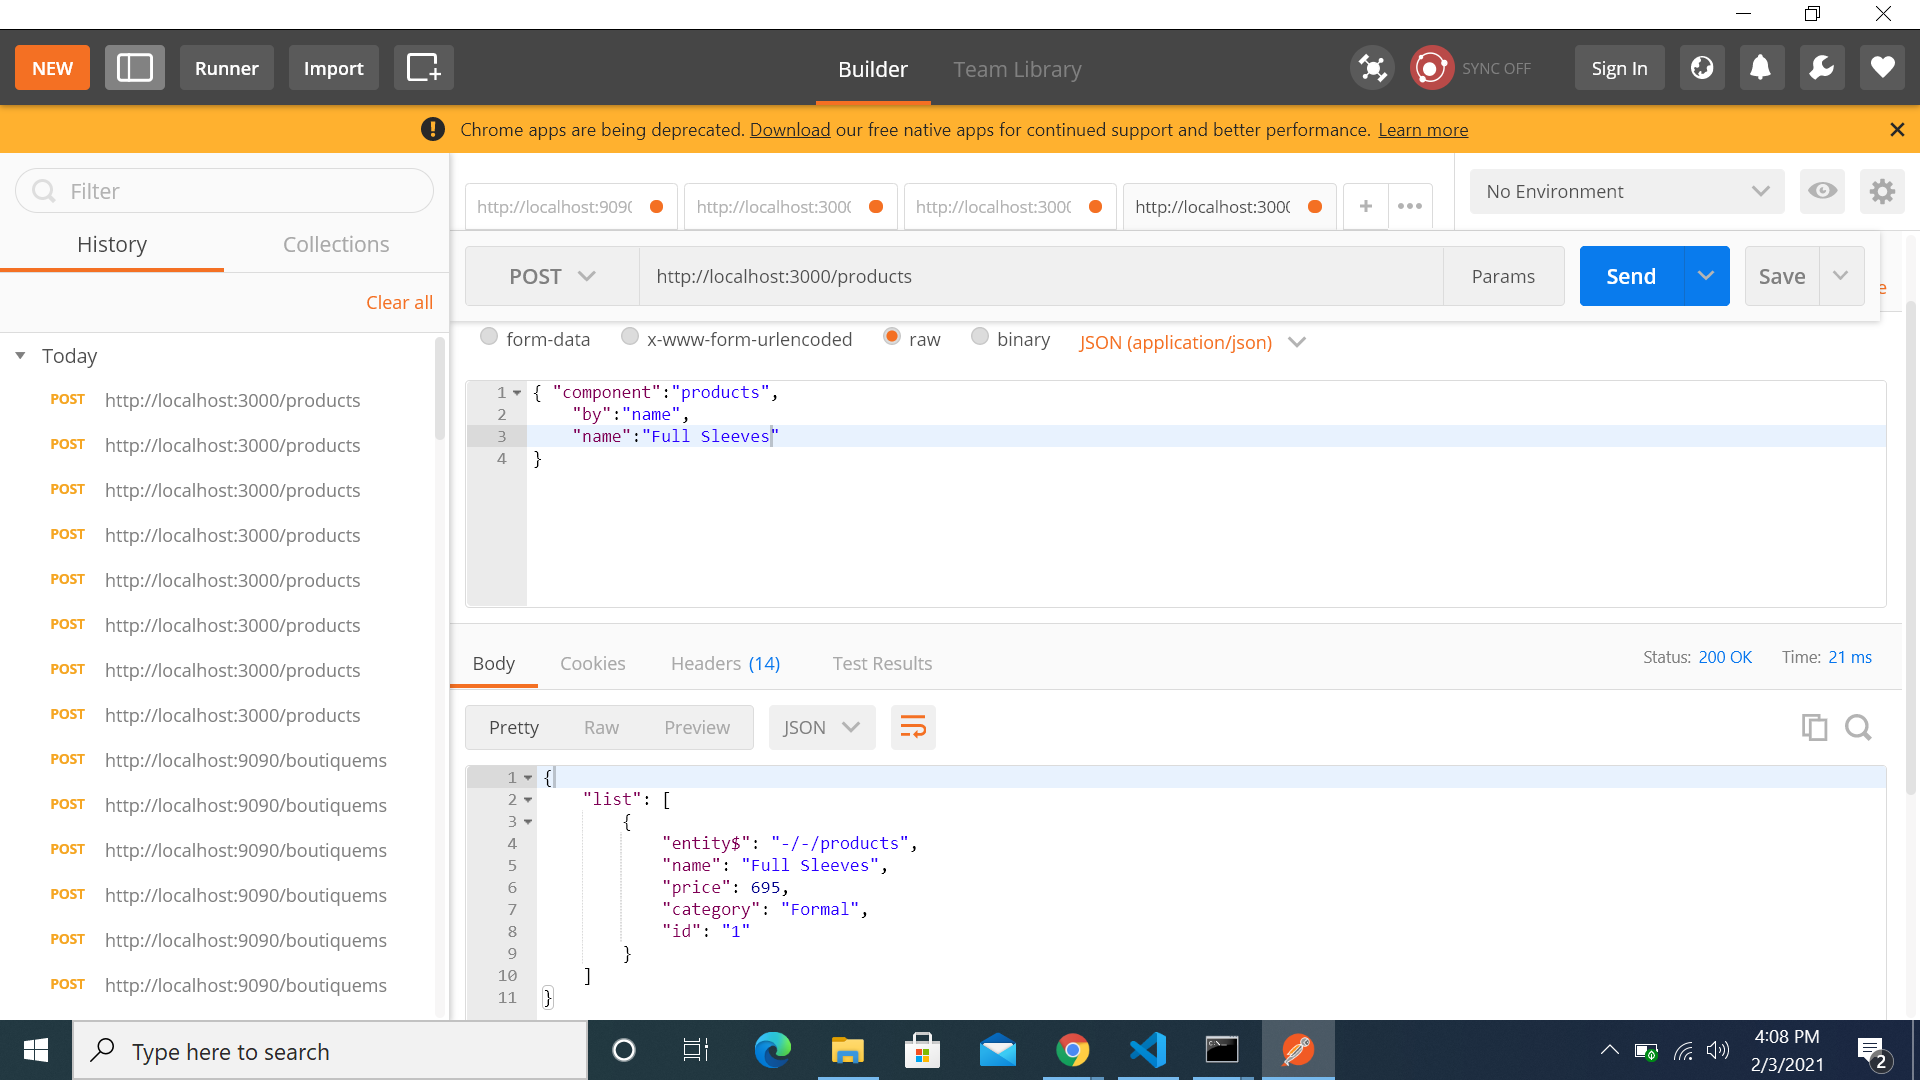 NEW Runner Import Builder Team Library SYNC OFF Sign In
Chrome apps are being deprecated. Download our free native apps for continued support and better performance. Learn more
Filter
History Collections
Clear all
Today
POST http://localhost:3000/products
POST http://localhost:3000/products
POST http://localhost:3000/products
POST http://localhost:3000/products
POST http://localhost:3000/products
POST http://localhost:3000/products
POST http://localhost:3000/products
POST http://localhost:3000/products
POST http://localhost:9090/boutiquems
POST http://localhost:9090/boutiquems
POST http://localhost:9090/boutiquems
POST http://localhost:9090/boutiquems
POST http://localhost:9090/boutiquems
POST http://localhost:9090/boutiquems
http://localhost:909( http://localhost:300( http://localhost:300( http://localhost:300( + ••• No Environment
POST http://localhost:3000/products Params Send Save
form-data x-www-form-urlencoded raw binary JSON (application/json)
1 { "component":"products",
2 "by":"name",
3 "name":"Full Sleeves"
4 }
Body Cookies Headers (14) Test Results Status: 200 OK Time: 21 ms
Pretty Raw Preview JSON
1 {
2 "list": [
3 {
4 "entity$": "-/-/products",
5 "name": "Full Sleeves",
6 "price": 695,
7 "category": "Formal",
8 "id": "1"
9 }
10 ]
11 }
Type here to search
4:08 PM
2/3/2021
2